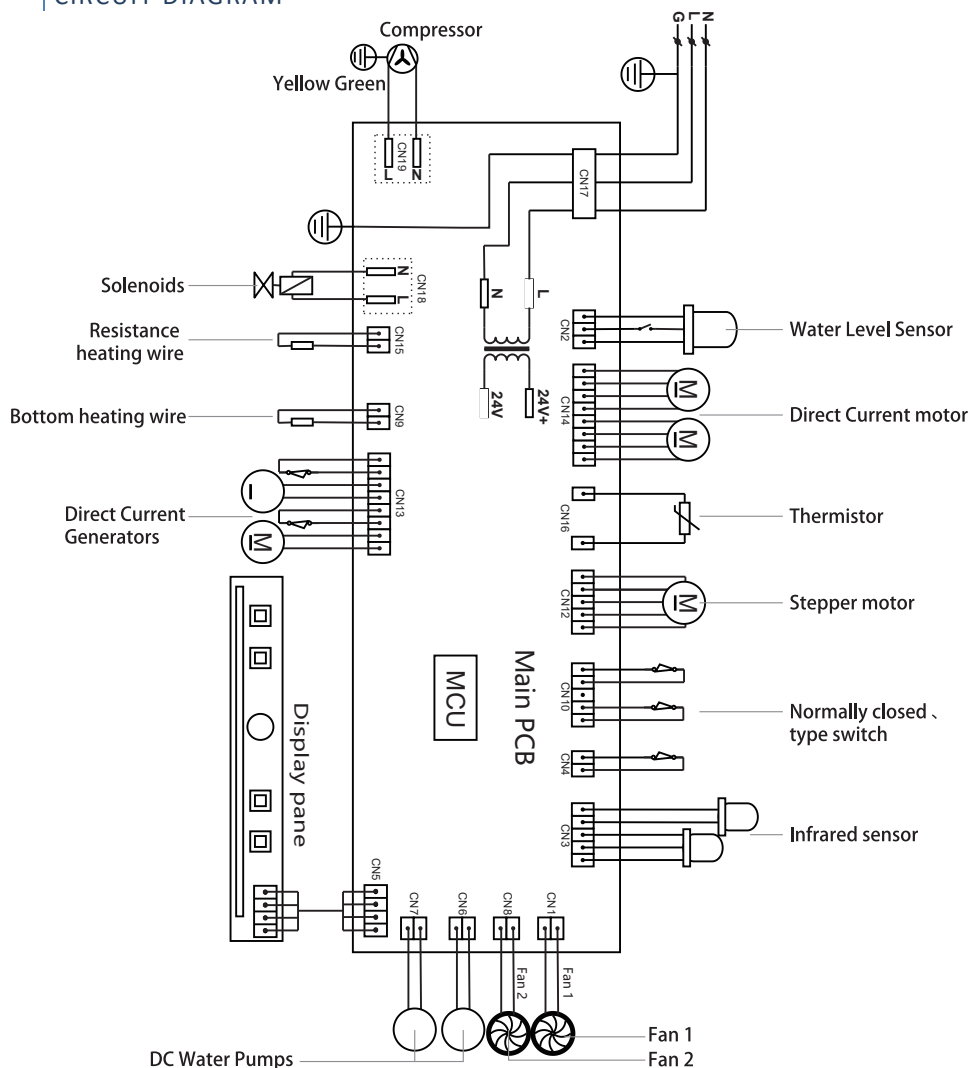 CIRCUIT DIAGRAM
G L N
Compressor
Yellow Green
CN19
L N
CN17
Solenoids
N
CN18
L
N
L
24V
24V+
Resistance
heating wire
CN15
Bottom heating wire
CN9
Direct Current
Generators
CN13
M
CN2
Water Level Sensor
CN14
M
M
Direct Current motor
CN16
Thermistor
CN12
M
Stepper motor
CN10
Normally closed 、
type switch
CN4
CN3
Infrared sensor
Main PCB
MCU
Display pane
CN5
CN7
CN6
CN8
CN1
Fan 2
Fan 1
DC Water Pumps
Fan 1
Fan 2